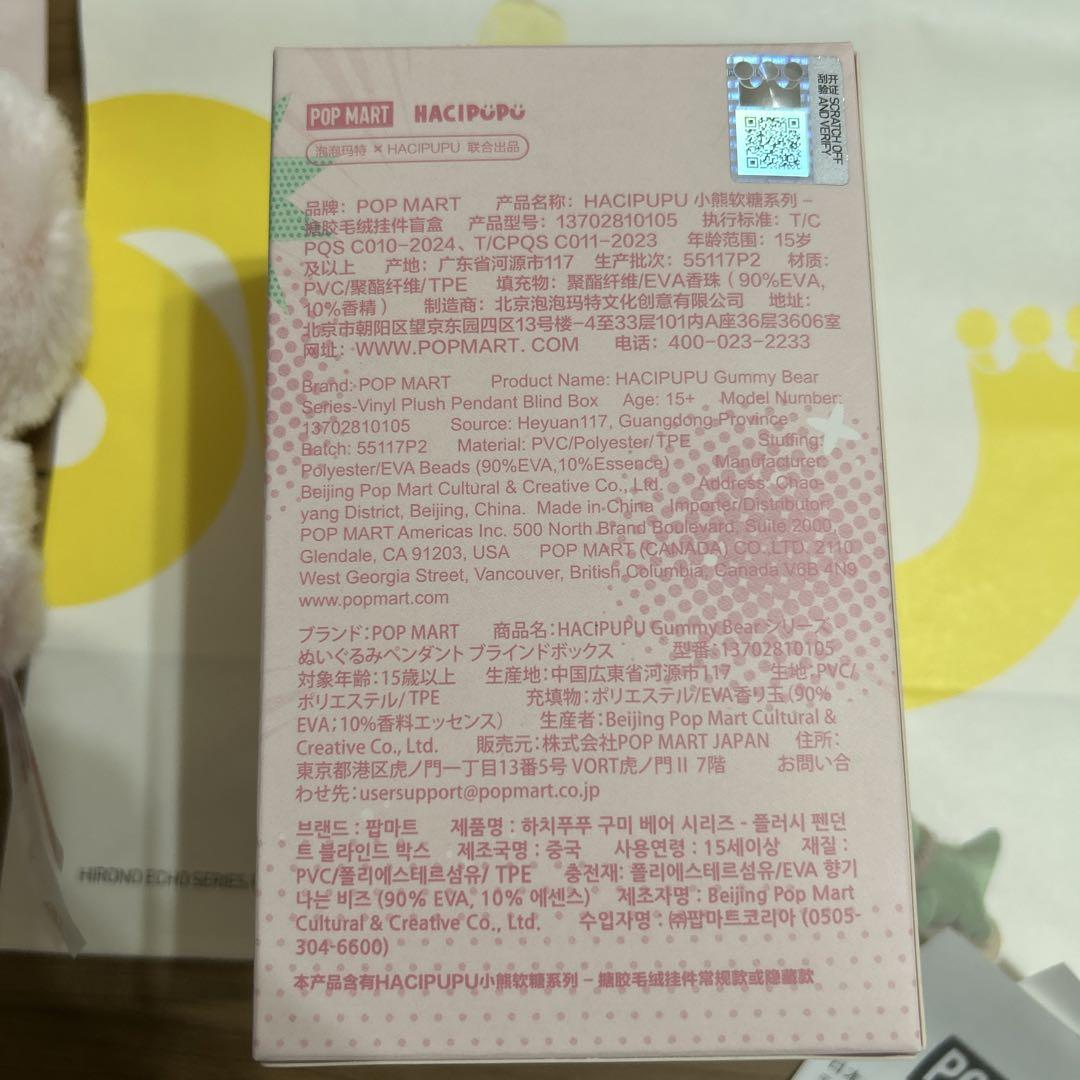 POP MART HACIPUPU
泡泡玛特 × HACIPUPU 联合出品
开证 SCRATCH OFF
刮验 AND VERIFY
品牌：POP MART 产品名称：HACIPUPU 小熊软糖系列 –
搪胶毛绒挂件盲盒 产品型号：13702810105 执行标准：T/C
PQS C010-2024、T/CPQS C011-2023 年龄范围：15岁
及以上 产地：广东省河源市117 生产批次：55117P2 材质：
PVC/聚酯纤维/TPE 填充物：聚酯纤维/EVA香珠（90%EVA,
10%香精） 制造商：北京泡泡玛特文化创意有限公司 地址：
北京市朝阳区望京东园四区13号楼-4至33层101内A座36层3606室
网址：WWW.POPMART.COM 电话：400-023-2233
Brand: POP MART Product Name: HACIPUPU Gummy Bear
Series-Vinyl Plush Pendant Blind Box Age: 15+ Model Number:
13702810105 Source: Heyuan117, Guangdong Province
Batch: 55117P2 Material: PVC/Polyester/TPE Stuffing:
Polyester/EVA Beads (90%EVA,10%Essence) Manufacturer:
Beijing Pop Mart Cultural & Creative Co., Ltd. Address: Chao-
yang District, Beijing, China. Made in China Importer/Distributor:
POP MART Americas Inc. 500 North Brand Boulevard, Suite 2000,
Glendale, CA 91203, USA POP MART (CANADA) CO.,LTD. 2110
West Georgia Street, Vancouver, British Columbia, Canada V6B 4N9
www.popmart.com
ブランド：POP MART 商品名：HACIPUPU Gummy Bear シリーズ
ぬいぐるみペンダント ブラインドボックス 型番：13702810105
対象年齢：15歳以上 生産地：中国広東省河源市117 生地：PVC/
ポリエステル/TPE 充填物：ポリエステル/EVA香り玉（90%
EVA；10%香料エッセンス） 生産者：Beijing Pop Mart Cultural &
Creative Co., Ltd. 販売元：株式会社POP MART JAPAN 住所：
東京都港区虎ノ門一丁目13番5号 VORT虎ノ門Ⅱ 7階 お問い合
わせ先：usersupport@popmart.co.jp
브랜드 : 팝마트 제품명 : 하치푸푸 구미 베어 시리즈 - 플러시 펜던
트 블라인드 박스 제조국명 : 중국 사용연령 : 15세이상 재질 :
PVC/폴리에스테르섬유/ TPE 충전재: 폴리에스테르섬유/EVA 향기
나는 비즈 (90% EVA, 10% 에센스) 제조자명 : Beijing Pop Mart
Cultural & Creative Co., Ltd. 수입자명 : ㈜팝마트코리아 (0505-
304-6600)
本产品含有HACIPUPU小熊软糖系列 – 搪胶毛绒挂件常规款或隐藏款
HIRONO ECHO SERIES